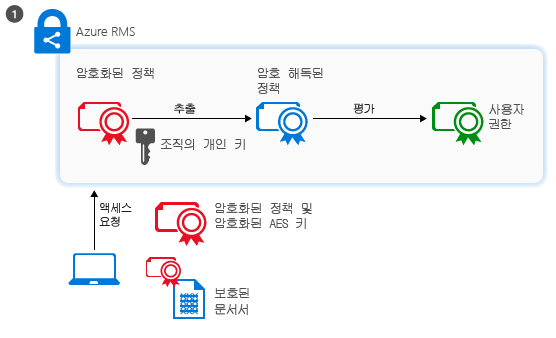 1
Azure RMS
암호화된 정책
암호 해독된
정책
추출
평가
사용자
권한
조직의 개인 키
액세스
요청
암호화된 정책 및
암호화된 AES 키
보호된
문서서